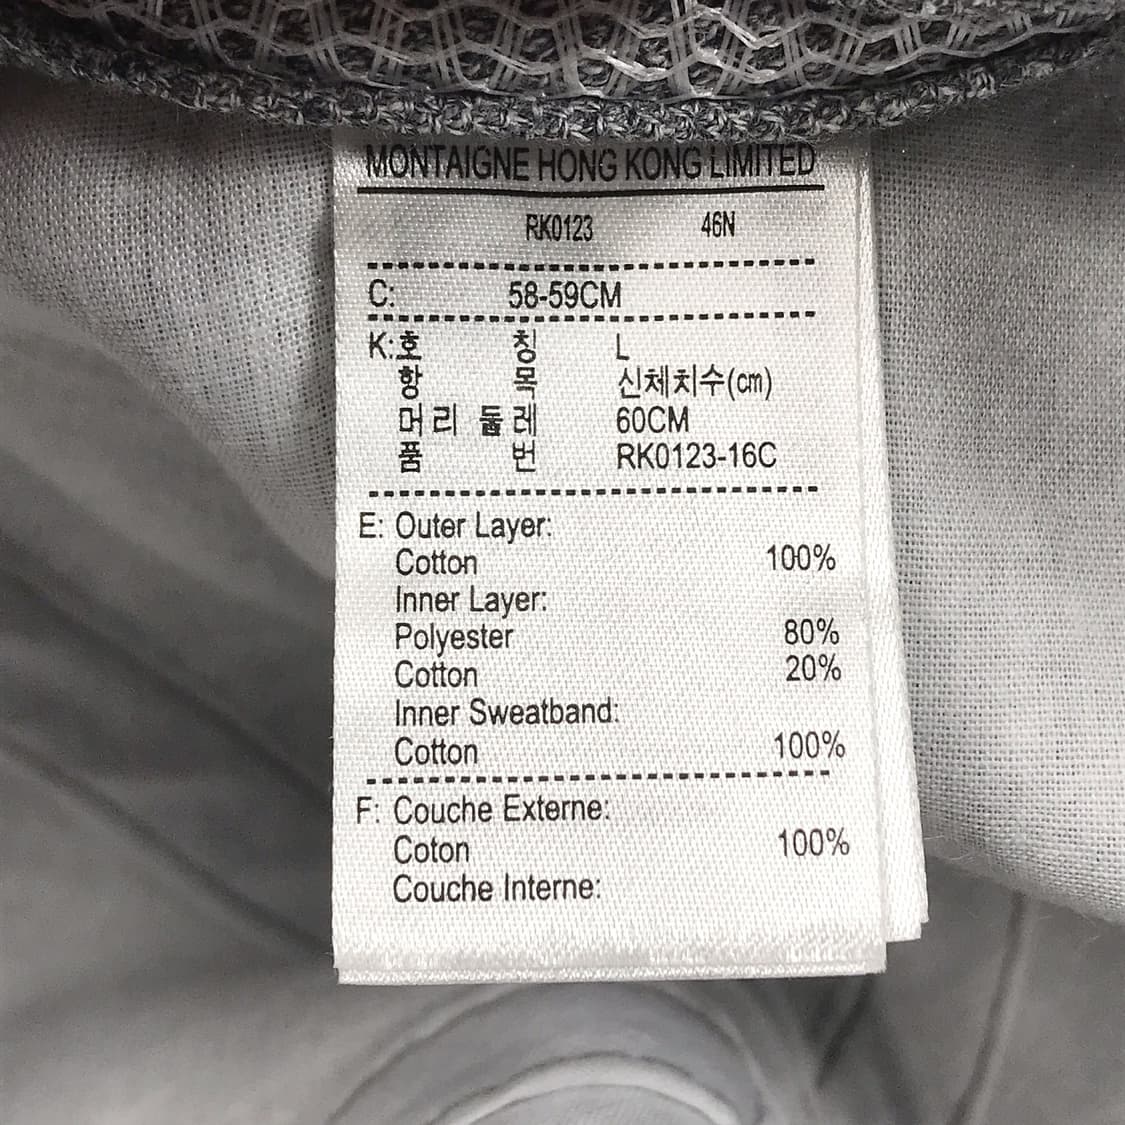 MONTAIGNE HONG KONG LIMITED
RK0123 46N
C: 58-59CM
K:호 칭 L
항 목 신체치수(cm)
머리 둘레 60CM
품 번 RK0123-16C
E: Outer Layer:
Cotton 100%
Inner Layer:
Polyester 80%
Cotton 20%
Inner Sweatband:
Cotton 100%
F: Couche Externe:
Coton 100%
Couche Interne: